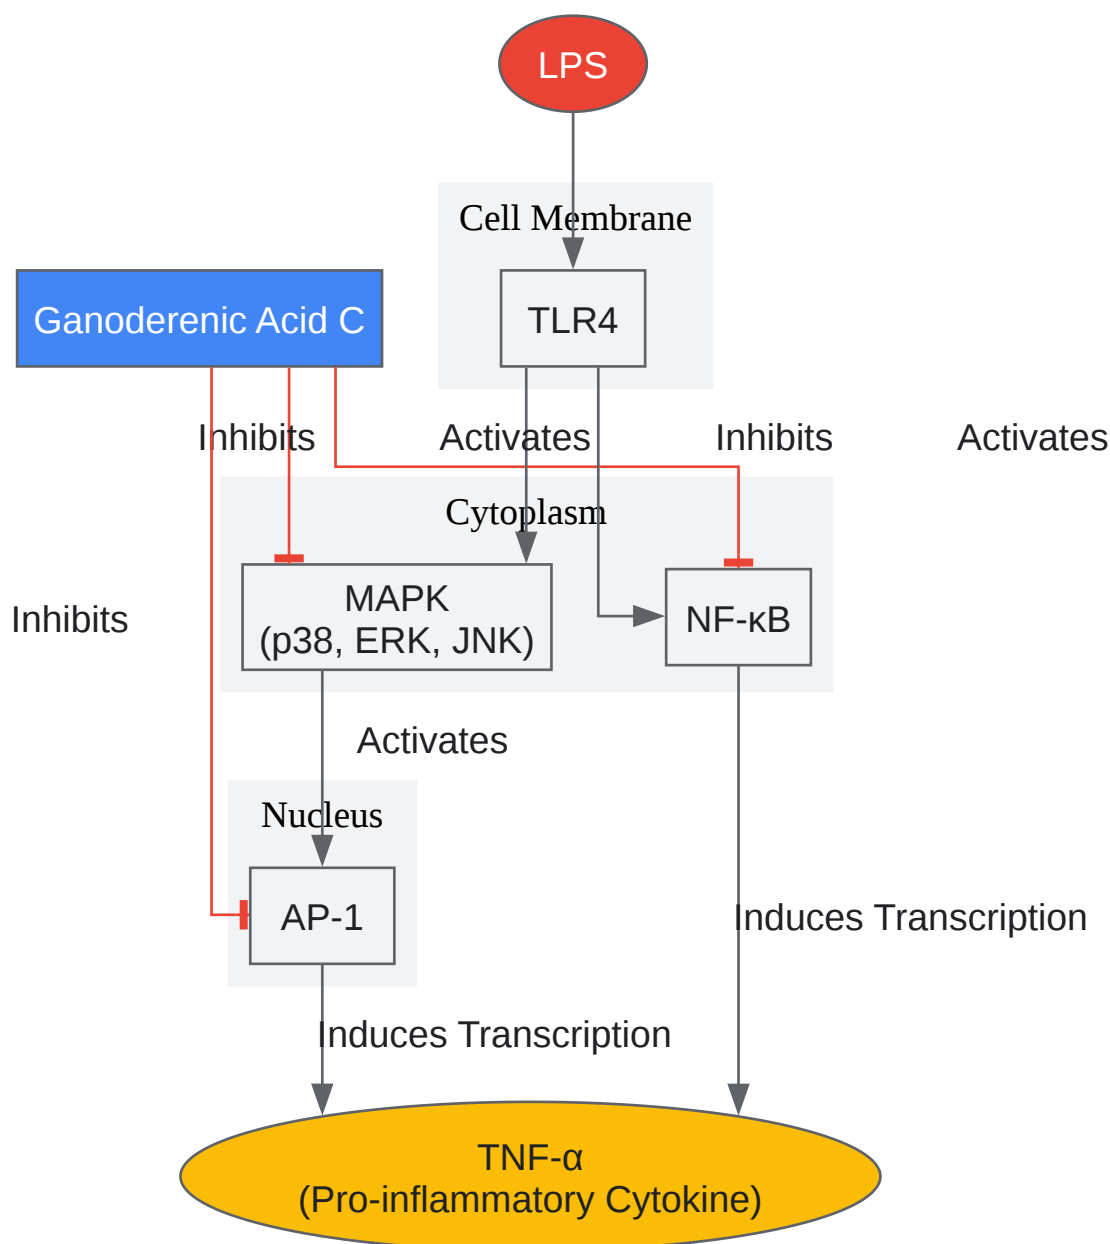 LPS
Cell Membrane
Ganoderenic Acid C
TLR4
Inhibits
Activates
Inhibits
Activates
Cytoplasm
MAPK
(p38, ERK, JNK)
NF-κB
Inhibits
Activates
Nucleus
AP-1
Induces Transcription
Induces Transcription
TNF-α
(Pro-inflammatory Cytokine)